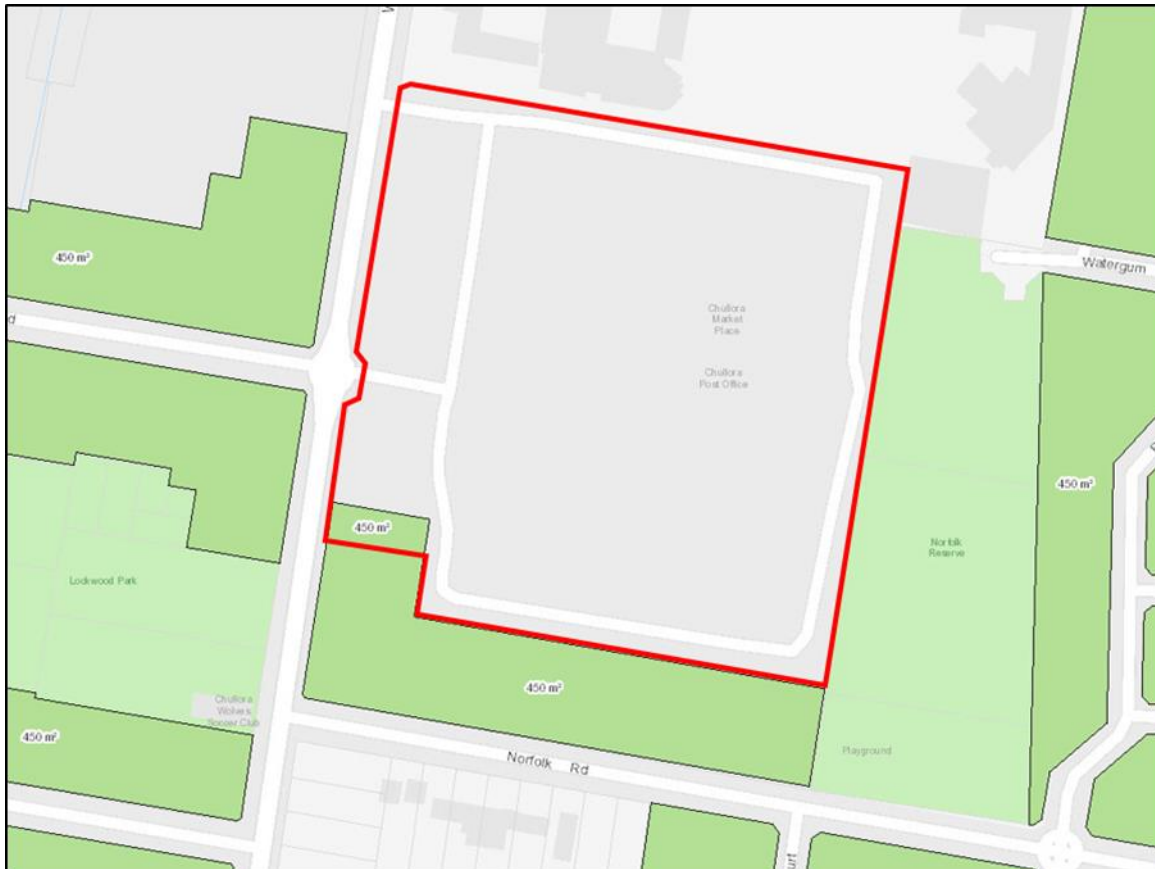 450 m²
Watergum
Chullora
Market
Place
Chullora
Post Office
450 m²
450 m²
Norfolk
Reserve
Lockwood Park
450 m²
Chullora
Wolves
Soccer Club
450 m²
Playground
Norfolk Rd